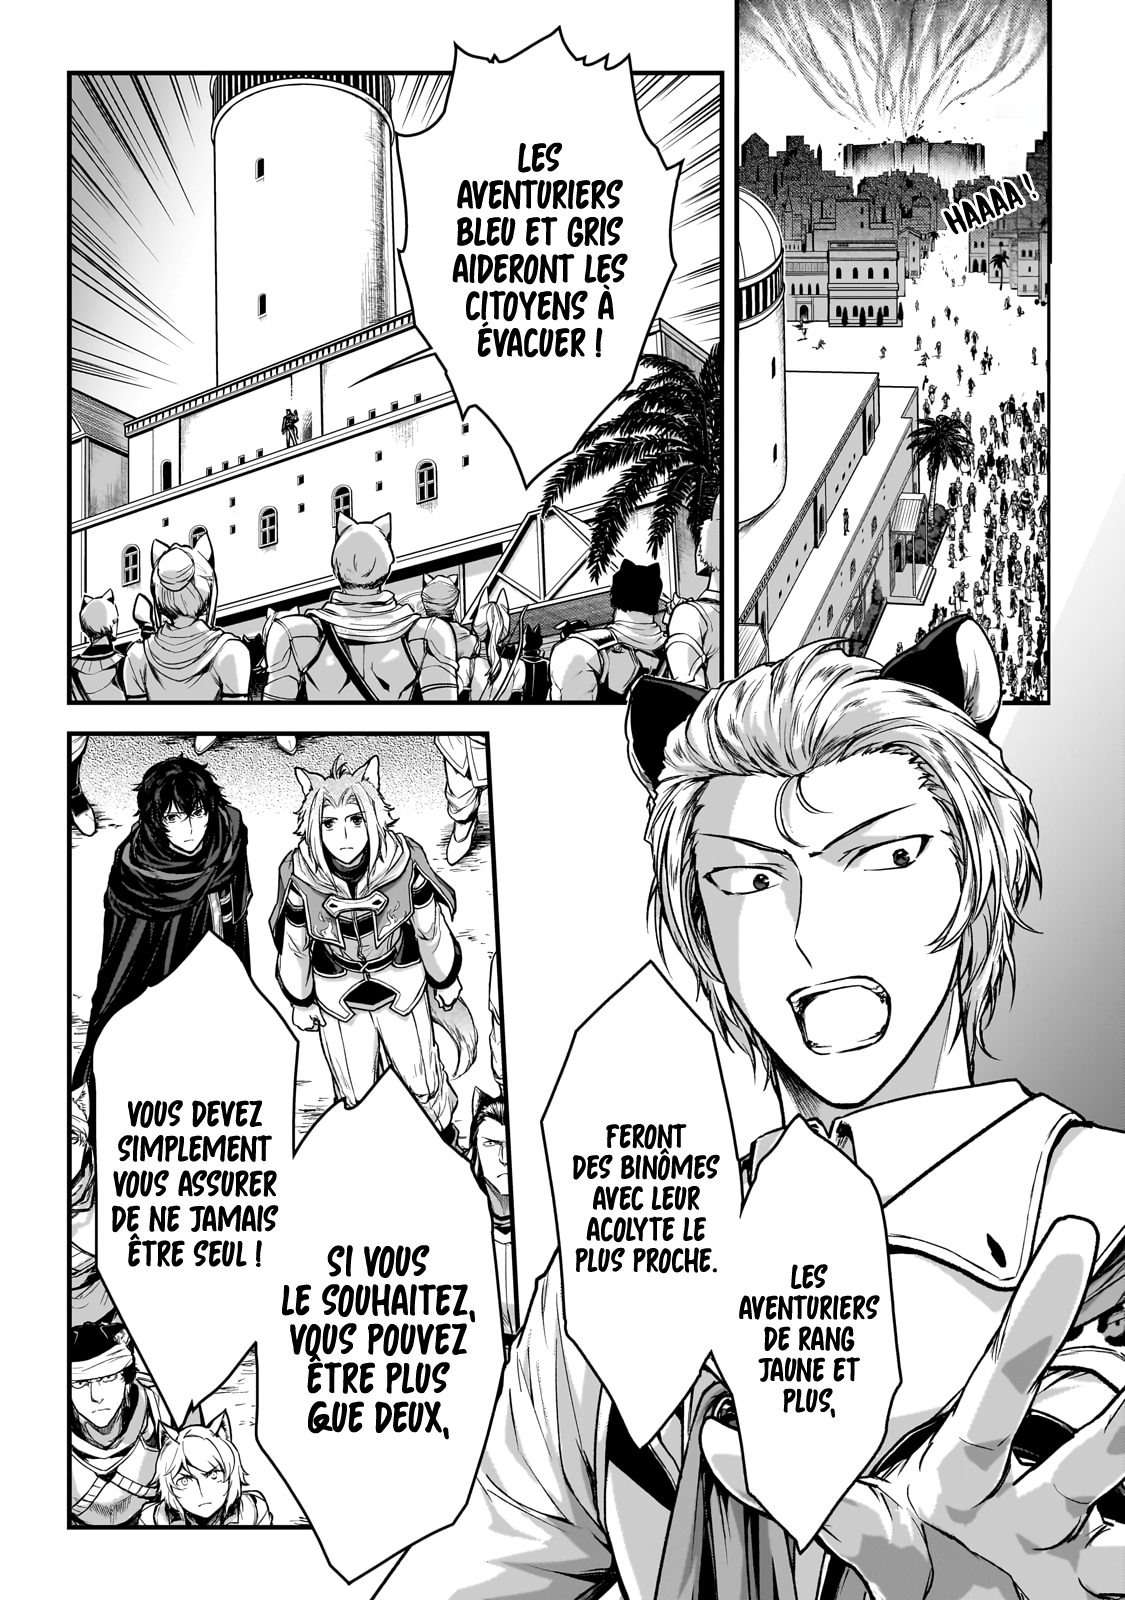 HAAAA !
LES
AVENTURIERS
BLEU ET GRIS
AIDERONT LES
CITOYENS À
ÉVACUER !
LES
AVENTURIERS
DE RANG
JAUNE ET
PLUS,
FERONT
DES BINÔMES
AVEC LEUR
ACOLYTE LE
PLUS PROCHE.
SI VOUS
LE SOUHAITEZ,
VOUS POUVEZ
ÊTRE PLUS
QUE DEUX,
VOUS DEVEZ
SIMPLEMENT
VOUS ASSURER
DE NE JAMAIS
ÊTRE SEUL !